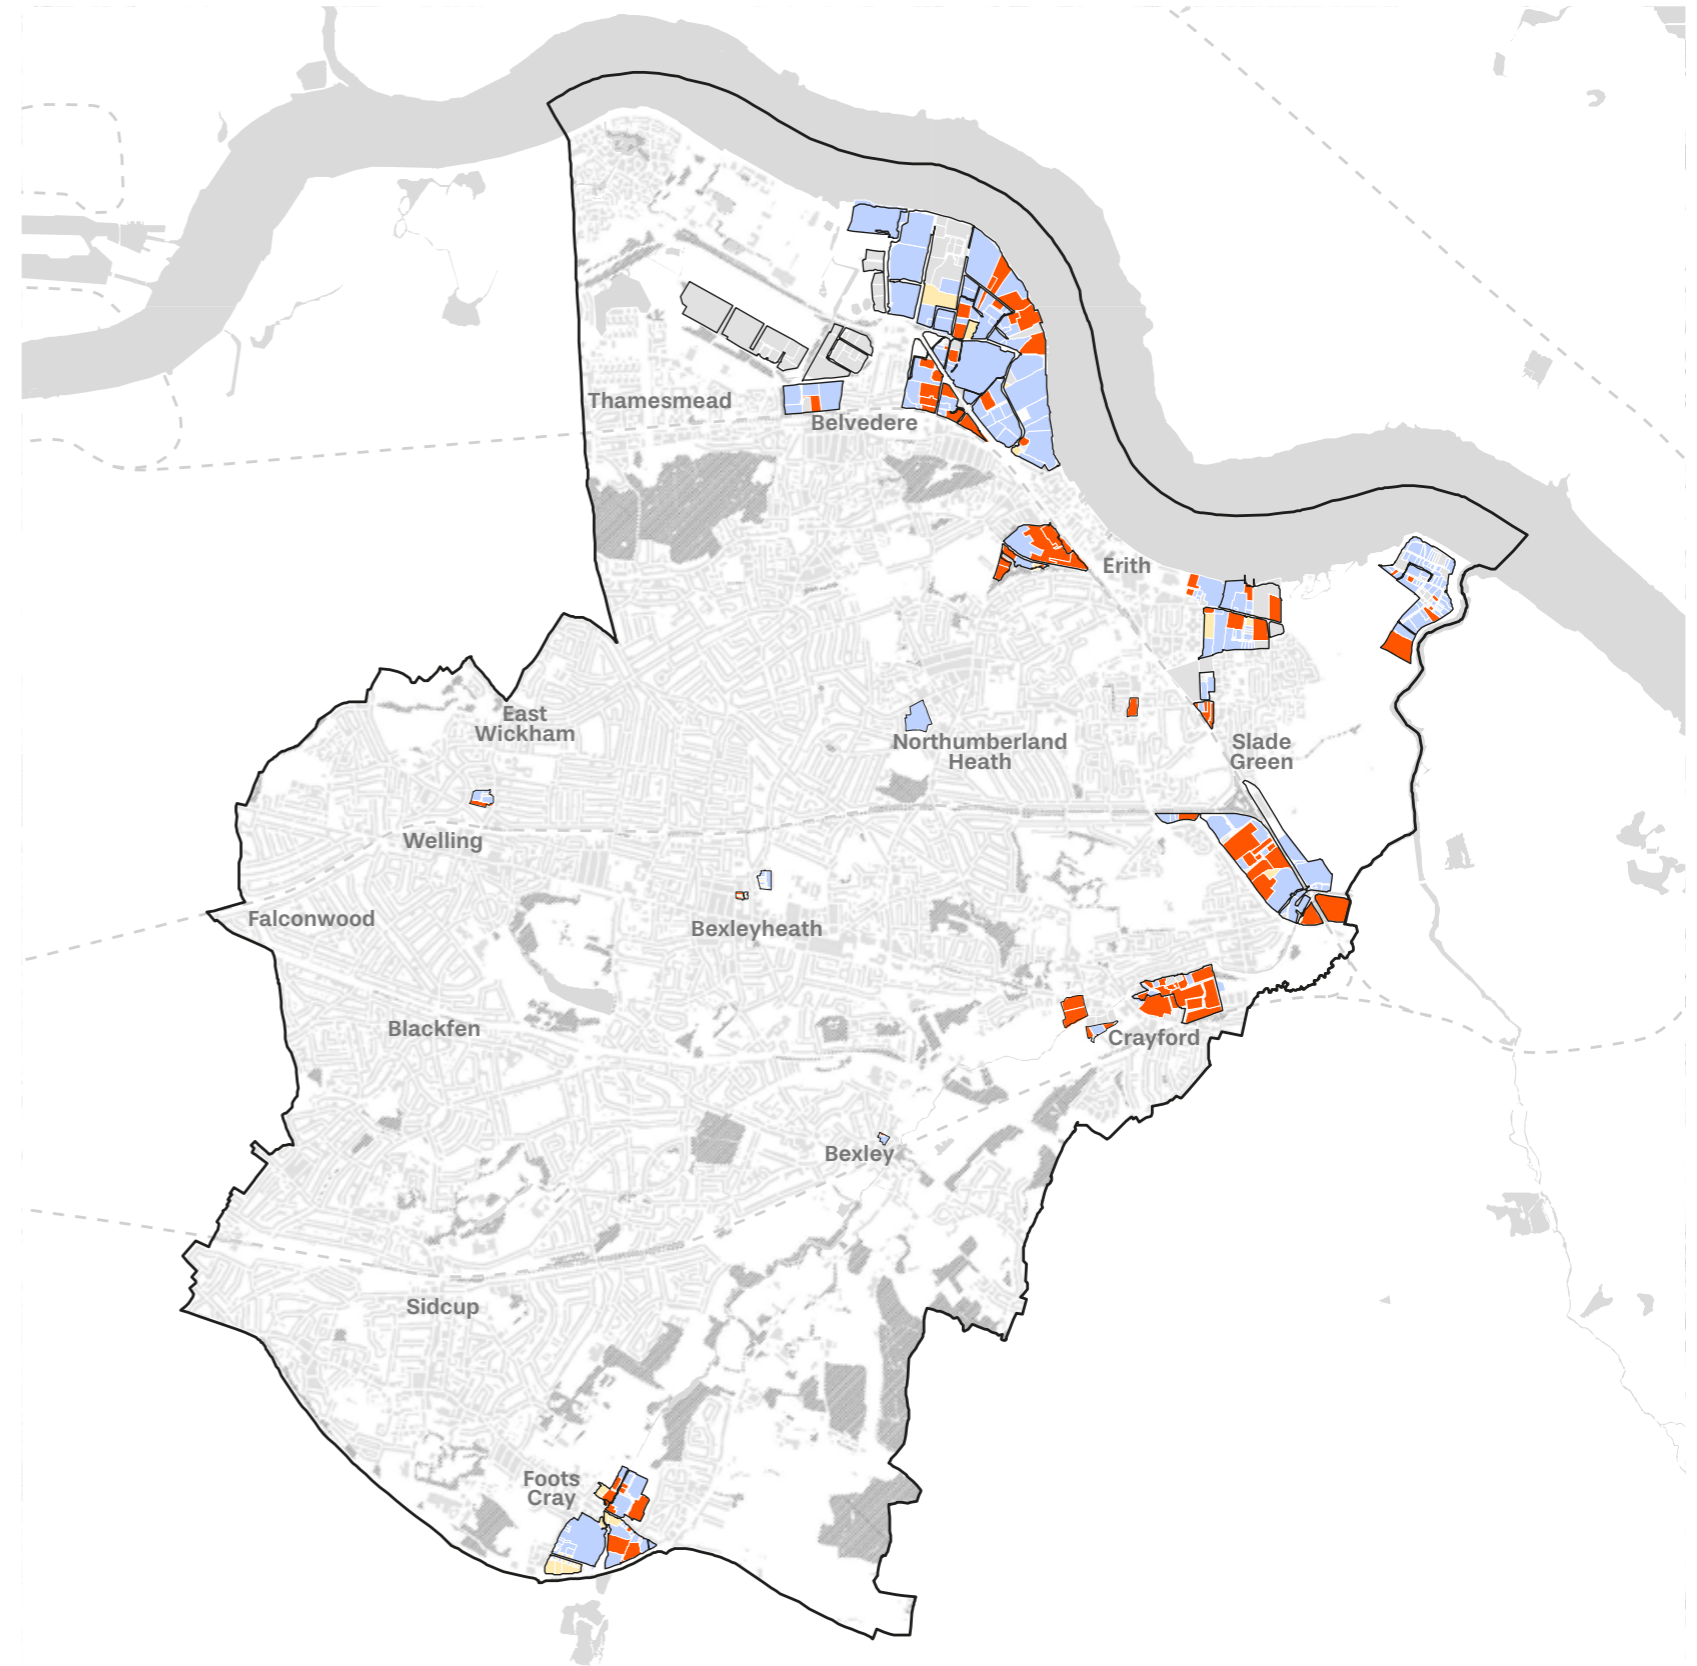 Thamesmead
Belvedere
Erith
East
Wickham
Northumberland
Heath
Slade
Green
Welling
Falconwood
Bexleyheath
Blackfen
Crayford
Bexley
Sidcup
Foots
Cray